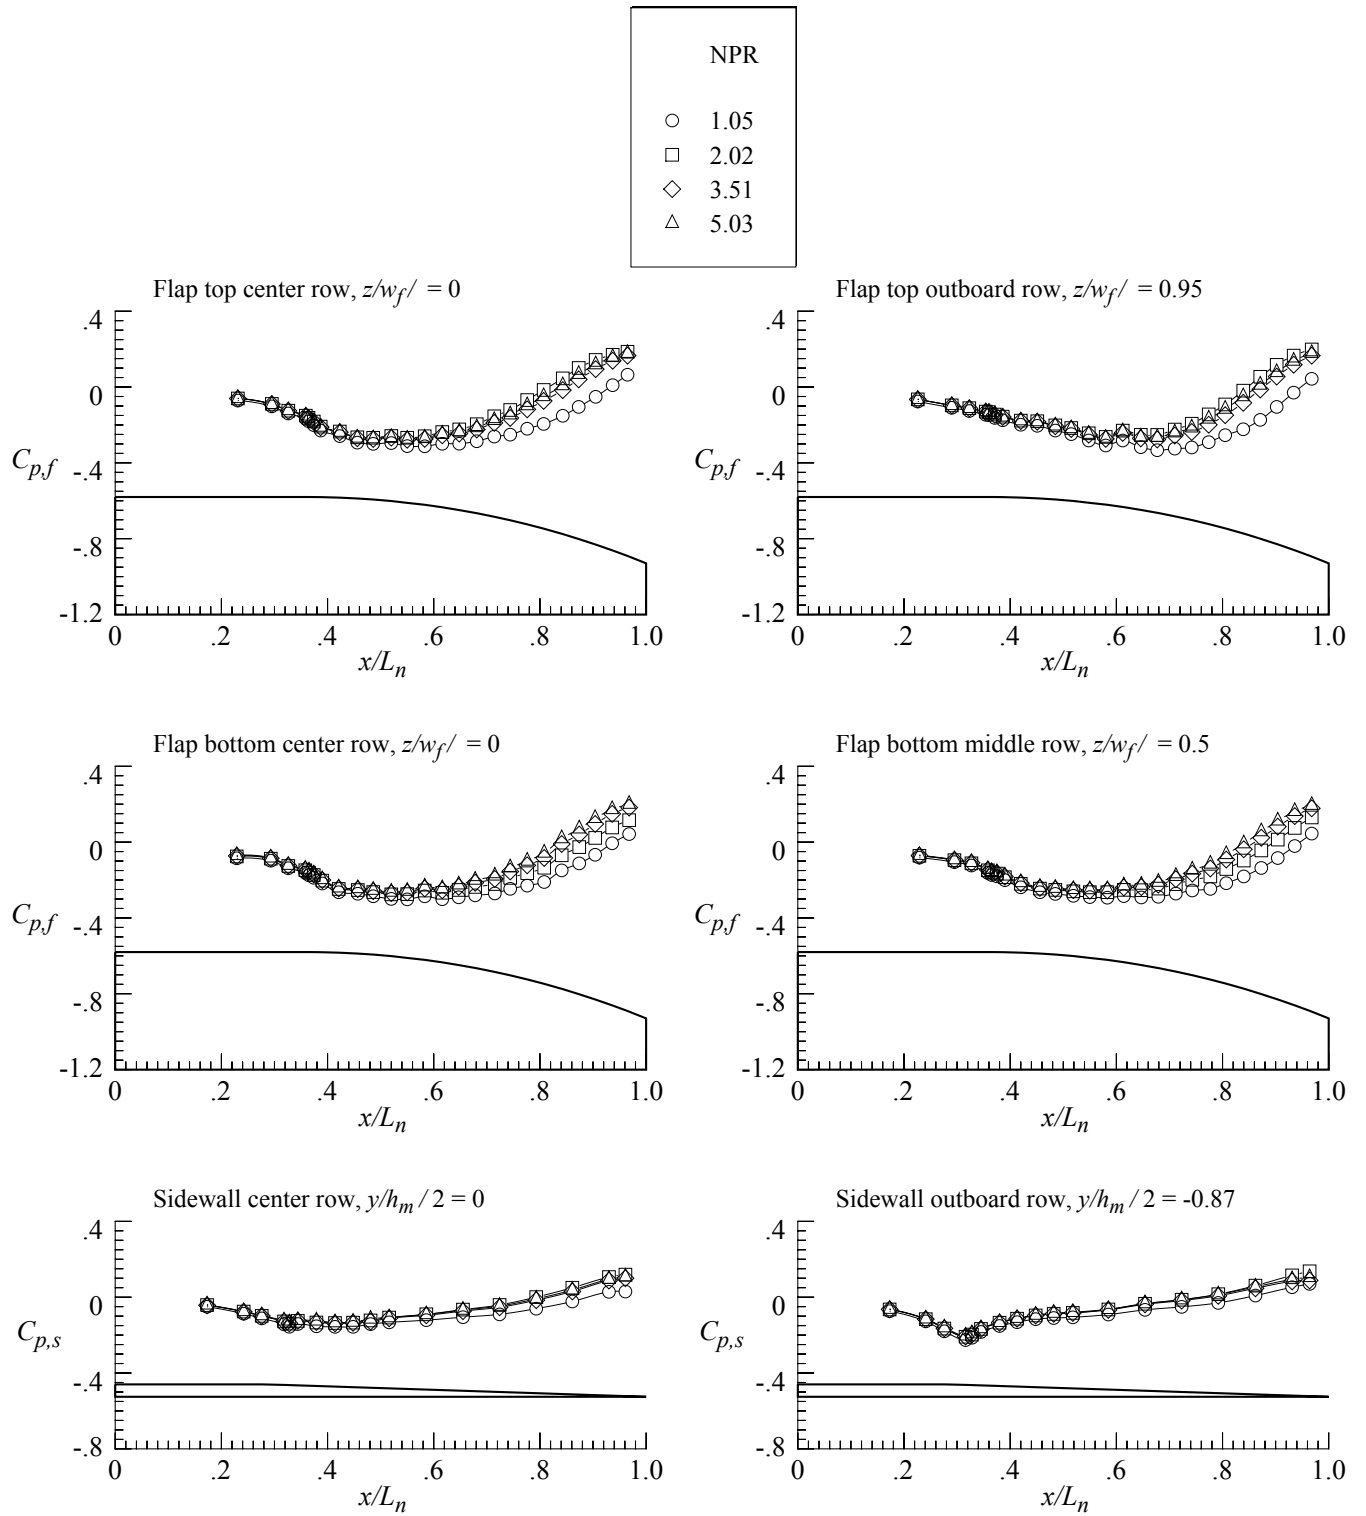 NPR
1.05
2.02
3.51
5.03
Flap top center row, z/w_f/ = 0
.4
0
-.4
-.8
-1.2
C_p,f
0 .2 .4 .6 .8 1.0
x/L_n
Flap top outboard row, z/w_f/ = 0.95
.4
0
-.4
-.8
-1.2
C_p,f
0 .2 .4 .6 .8 1.0
x/L_n
Flap bottom center row, z/w_f/ = 0
.4
0
-.4
-.8
-1.2
C_p,f
0 .2 .4 .6 .8 1.0
x/L_n
Flap bottom middle row, z/w_f/ = 0.5
.4
0
-.4
-.8
-1.2
C_p,f
0 .2 .4 .6 .8 1.0
x/L_n
Sidewall center row, y/h_m / 2 = 0
.4
0
-.4
-.8
C_p,s
0 .2 .4 .6 .8 1.0
x/L_n
Sidewall outboard row, y/h_m / 2 = -0.87
.4
0
-.4
-.8
C_p,s
0 .2 .4 .6 .8 1.0
x/L_n